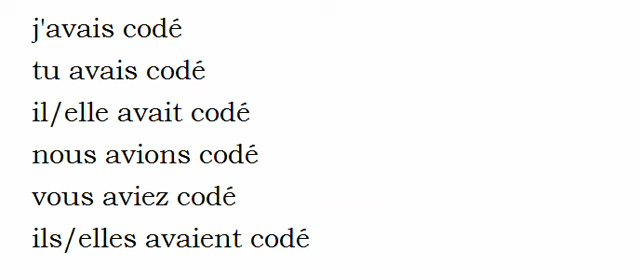 j'avais codé
tu avais codé
il/elle avait codé
nous avions codé
vous aviez codé
ils/elles avaient codé